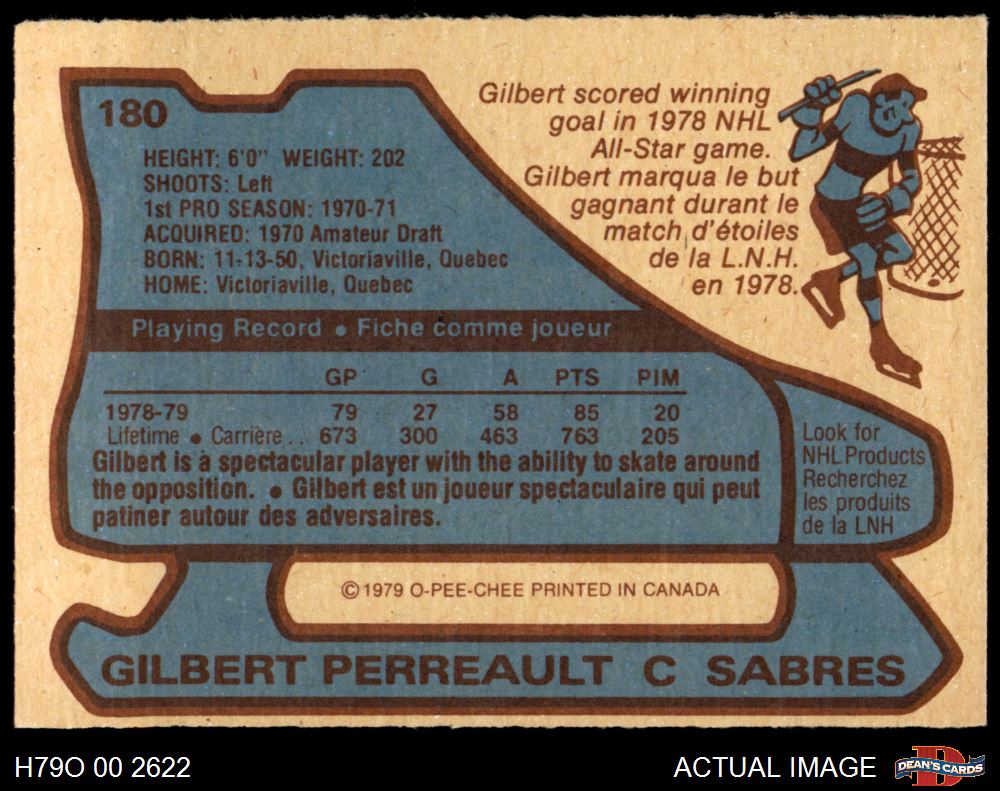 180
HEIGHT: 6'0" WEIGHT: 202
SHOOTS: Left
1st PRO SEASON: 1970-71
ACQUIRED: 1970 Amateur Draft
BORN: 11-13-50, Victoriaville, Quebec
HOME: Victoriaville, Quebec
Gilbert scored winning
goal in 1978 NHL
All-Star game.
Gilbert marqua le but
gagnant durant le
match d'étoiles
de la L.N.H.
en 1978.
Playing Record • Fiche comme joueur
GP G A PTS PIM
1978-79 79 27 58 85 20
Lifetime • Carrière .. 673 300 463 763 205
Gilbert is a spectacular player with the ability to skate around
the opposition. • Gilbert est un joueur spectaculaire qui peut
patiner autour des adversaires.
Look for
NHL Products
Recherchez
les produits
de la LNH
© 1979 O-PEE-CHEE PRINTED IN CANADA
GILBERT PERREAULT C SABRES
H79O 00 2622
ACTUAL IMAGE
D
DEAN'S CARDS